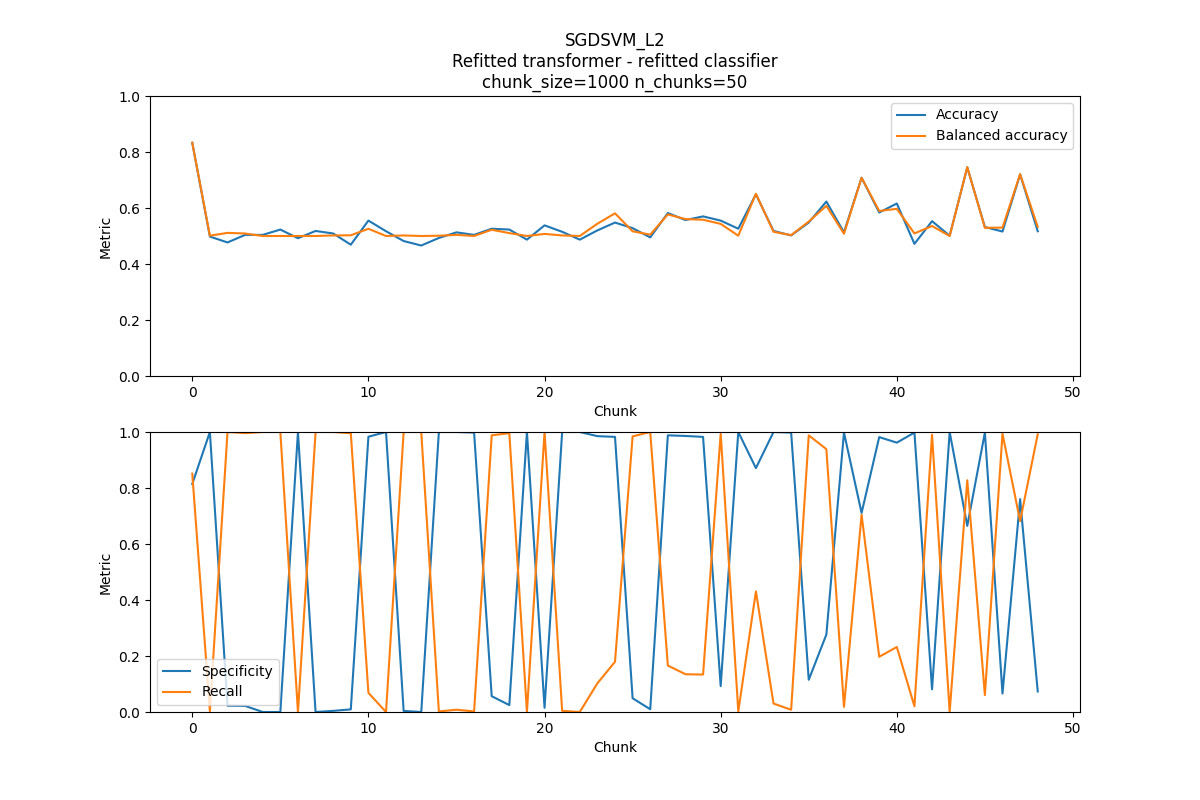 SGDSVM_L2
Refitted transformer - refitted classifier
chunk_size=1000 n_chunks=50
1.0
0.8
0.6
0.4
0.2
0.0
Metric
Accuracy
Balanced accuracy
0 10 20 30 40 50
Chunk
1.0
0.8
0.6
0.4
0.2
0.0
Metric
Specificity
Recall
0 10 20 30 40 50
Chunk